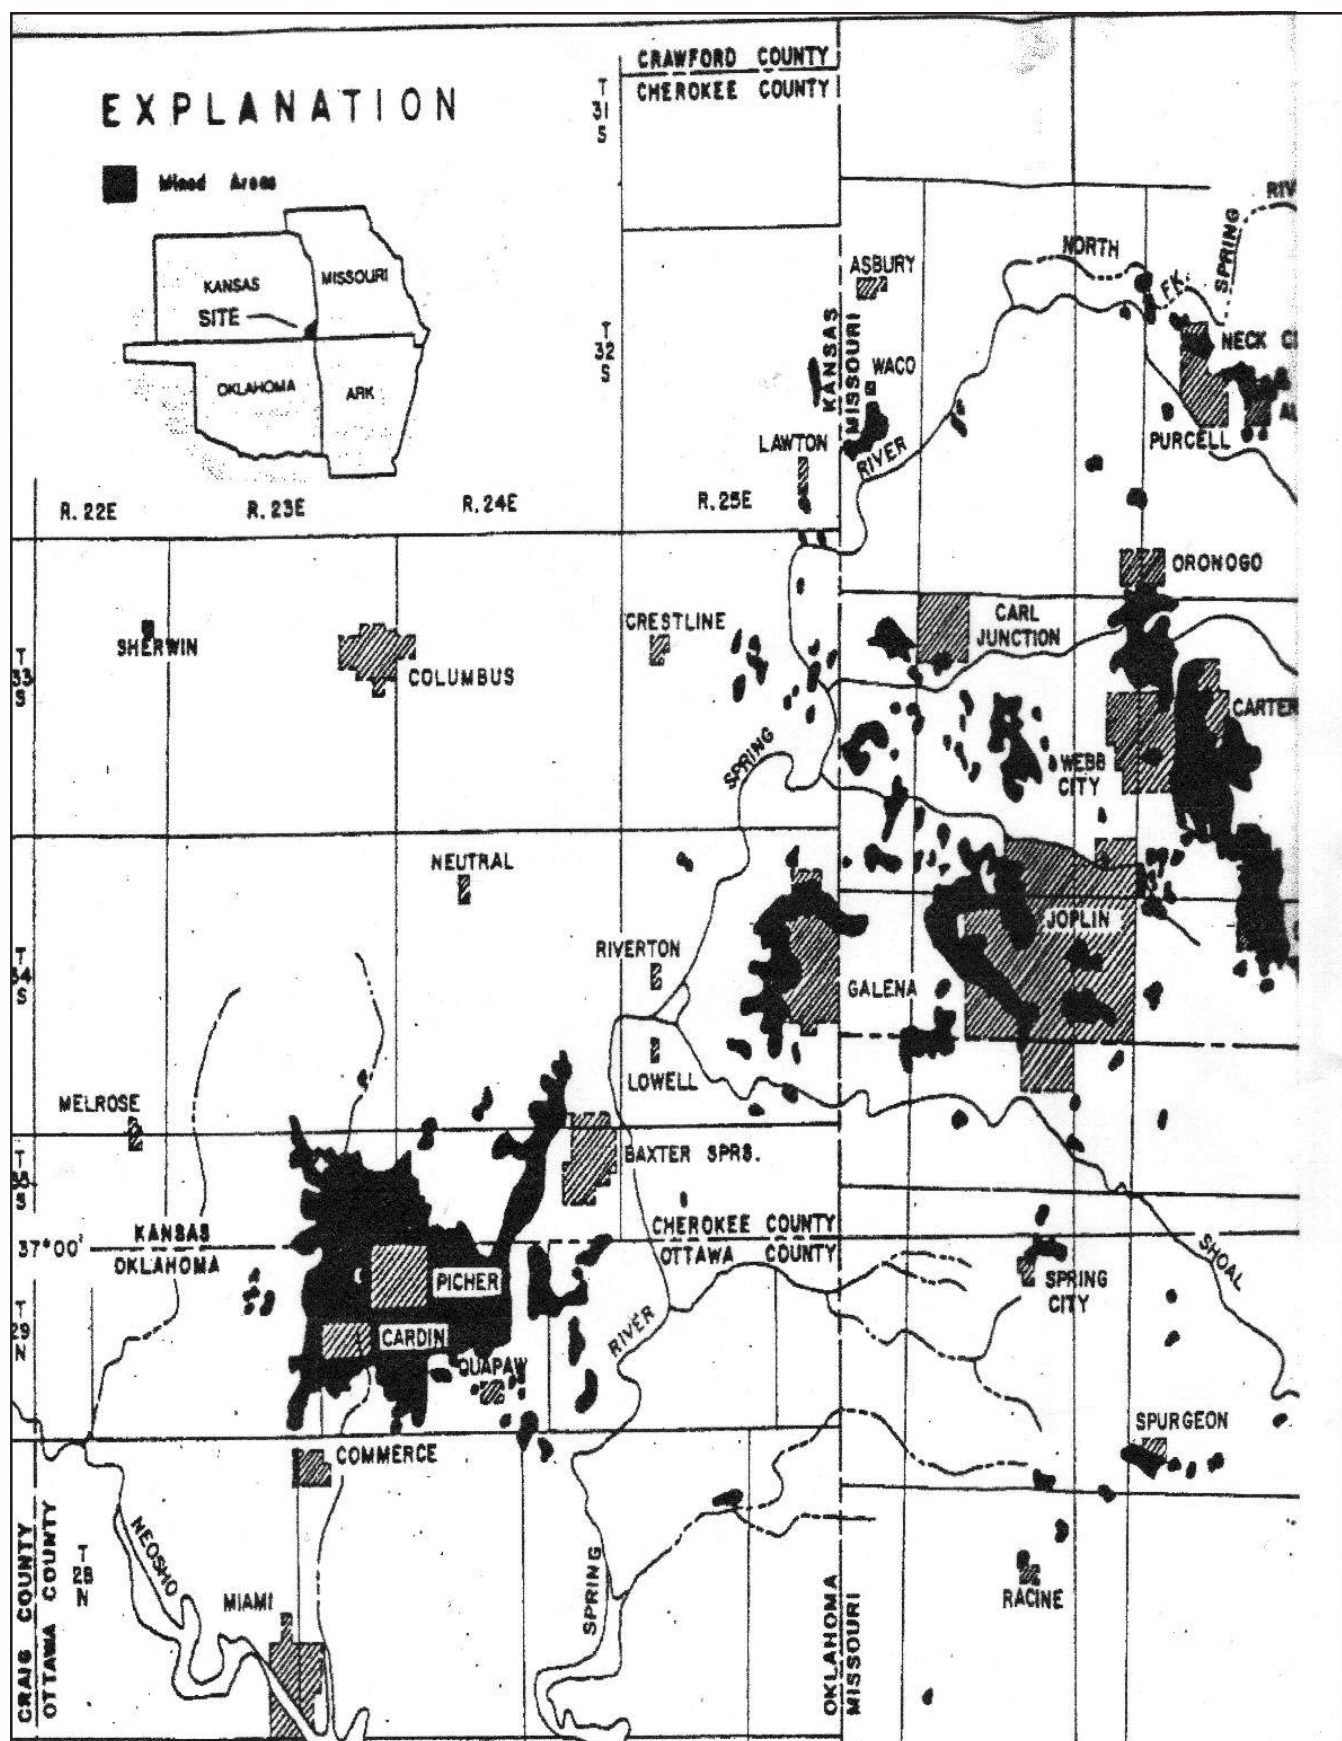 CRAWFORD COUNTY
CHEROKEE COUNTY
T
31
S
EXPLANATION
Mined Areas
RIV
SPRING
NORTH
FK.
ASBURY
KANSAS
MISSOURI
KANSAS
MISSOURI
SITE
T
32
S
NECK C
WACO
OKLAHOMA
ARK
AL
PURCELL
LAWTON
RIVER
R. 22E
R. 23E
R. 24E
R. 25E
ORONOGO
CARL
JUNCTION
CRESTLINE
SHERWIN
T
33
S
COLUMBUS
CARTER
SPRING
WEBB
CITY
NEUTRAL
JOPLIN
RIVERTON
T
34
S
GALENA
LOWELL
MELROSE
BAXTER SPRS.
T
35
S
KANSAS
OKLAHOMA
37°00'
CHEROKEE COUNTY
OTTAWA COUNTY
SHOAL
PICHER
SPRING
CITY
T
29
N
CARDIN
RIVER
QUAPAW
SPURGEON
COMMERCE
CRAIG COUNTY
OTTAWA COUNTY
T
28
N
NEOSHO
SPRING
MIAMI
RACINE
OKLAHOMA
MISSOURI